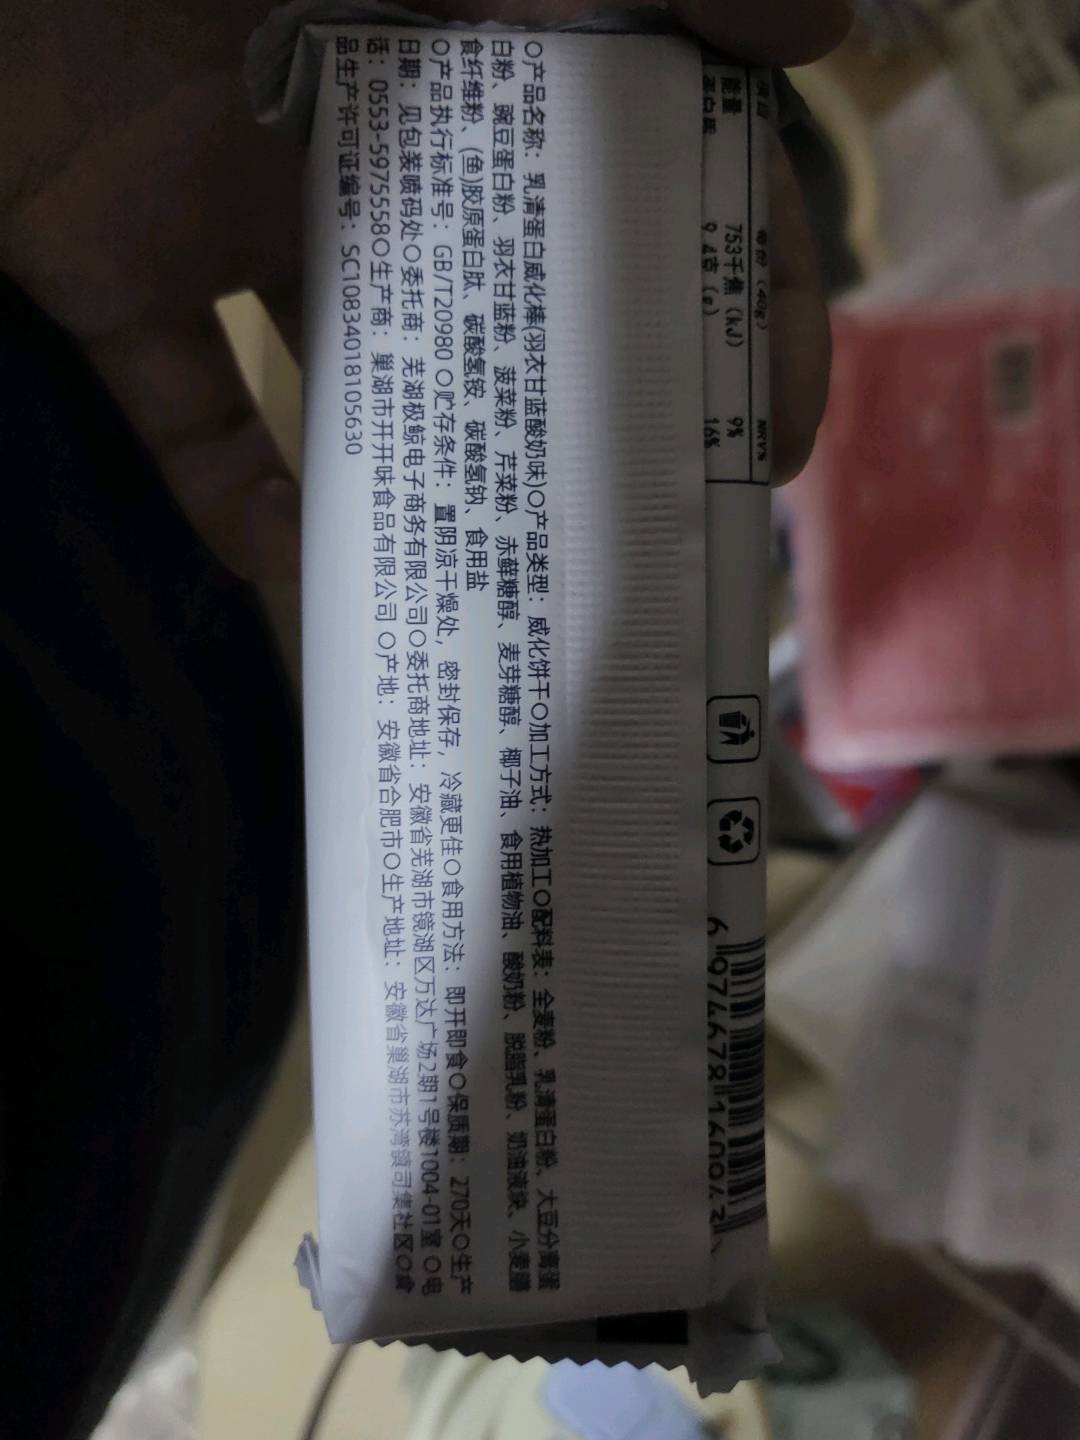 项目 每份（40g） NRV%
能量 753千焦（kJ） 9%
蛋白质 9.4克（g） 16%
6 974678 160943
○产品名称：乳清蛋白威化棒(羽衣甘蓝酸奶味)○产品类型：威化饼干○加工方式：热加工○配料表：全麦粉、乳清蛋白粉、大豆分离蛋
白粉、豌豆蛋白粉、羽衣甘蓝粉、菠菜粉、芹菜粉、赤藓糖醇、麦芽糖醇、椰子油、食用植物油、酸奶粉、脱脂乳粉、奶油液块、小麦膳
食纤维粉、(鱼)胶原蛋白肽、碳酸氢铵、碳酸氢钠、食用盐
○产品执行标准号：GB/T20980 ○贮存条件：置阴凉干燥处，密封保存，冷藏更佳○食用方法：即开即食○保质期：270天○生产
日期：见包装喷码处○委托商：芜湖极鲸电子商务有限公司○委托商地址：安徽省芜湖市镜湖区万达广场2期1号楼1004-01室 ○电
话：0553-5975558○生产商：巢湖市开开味食品有限公司 ○产地：安徽省合肥市○生产地址：安徽省巢湖市苏湾镇司集社区○食
品生产许可证编号：SC10834018105630